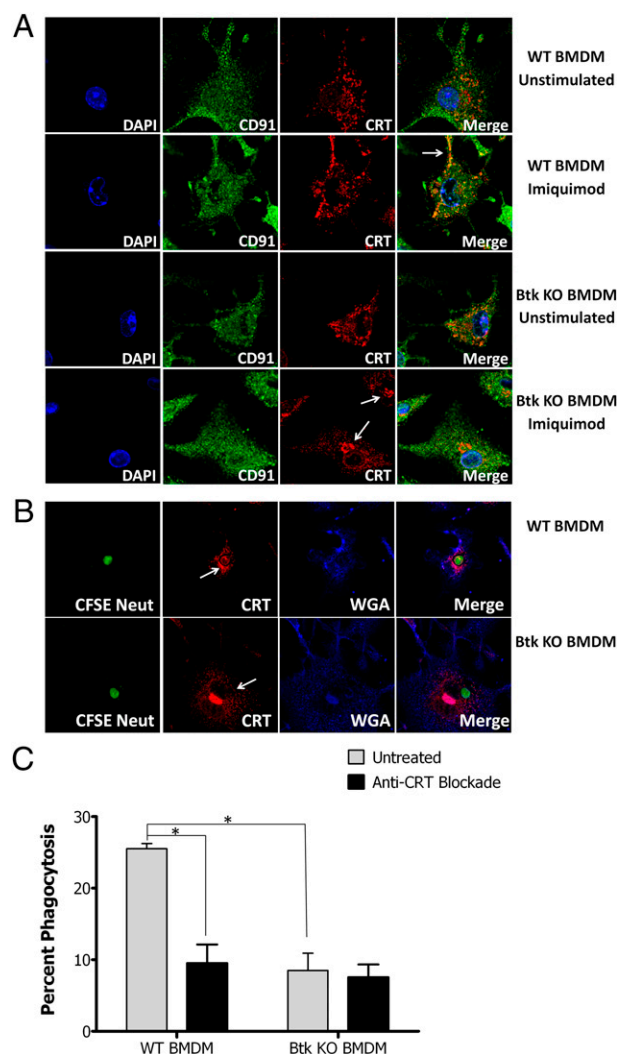 A
DAPI CD91 CRT Merge
WT BMDM
Unstimulated
DAPI CD91 CRT Merge
WT BMDM
Imiquimod
DAPI CD91 CRT Merge
Btk KO BMDM
Unstimulated
DAPI CD91 CRT Merge
Btk KO BMDM
Imiquimod
B
CFSE Neut CRT WGA Merge
WT BMDM
CFSE Neut CRT WGA Merge
Btk KO BMDM
C
Untreated
Anti-CRT Blockade
Percent Phagocytosis
30
20
10
0
*
*
WT BMDM Btk KO BMDM